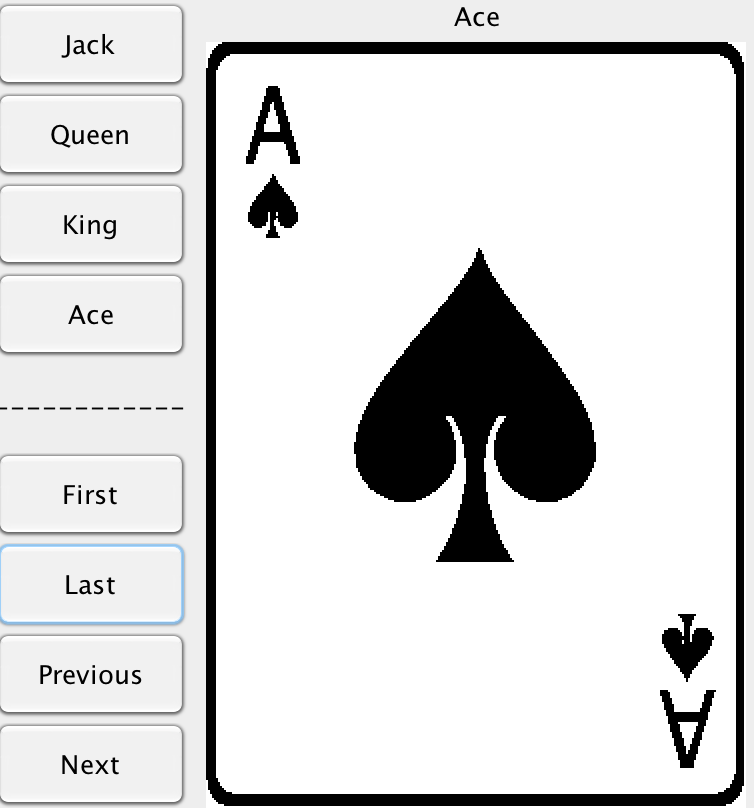 Jack
Queen
King
Ace
--------------
First
Last
Previous
Next
Ace
A
A